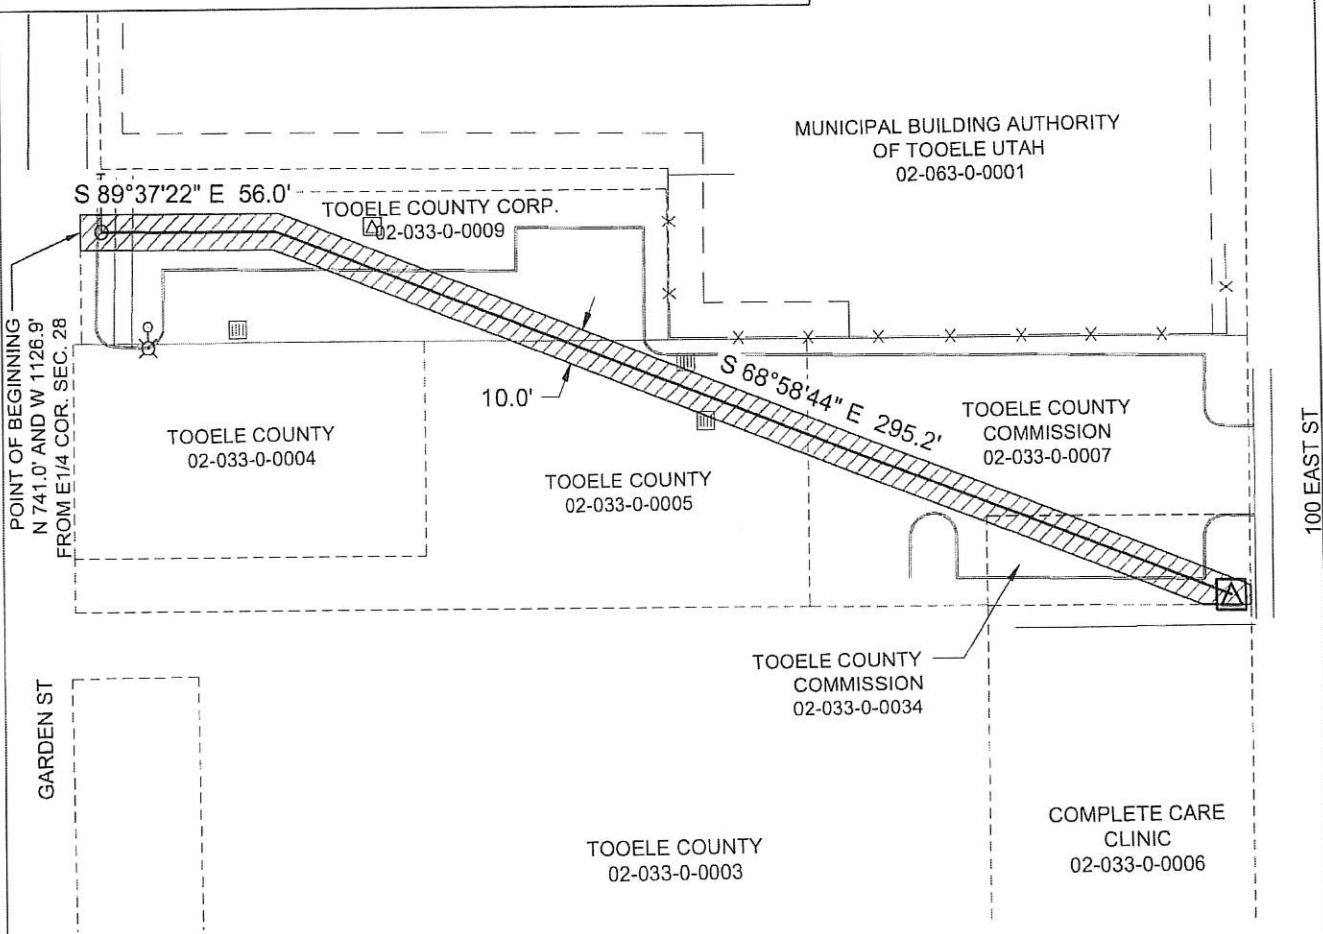 MUNICIPAL BUILDING AUTHORITY
OF TOOELE UTAH
02-063-0-0001
S 89°37'22" E 56.0'
TOOELE COUNTY CORP.
02-033-0-0009
POINT OF BEGINNING
N 741.0' AND W 1126.9'
FROM E1/4 COR. SEC. 28
10.0'
S 68°58'44" E 295.2'
TOOELE COUNTY
02-033-0-0004
TOOELE COUNTY
02-033-0-0005
TOOELE COUNTY
COMMISSION
02-033-0-0007
100 EAST ST
TOOELE COUNTY
COMMISSION
02-033-0-0034
GARDEN ST
TOOELE COUNTY
02-033-0-0003
COMPLETE CARE
CLINIC
02-033-0-0006